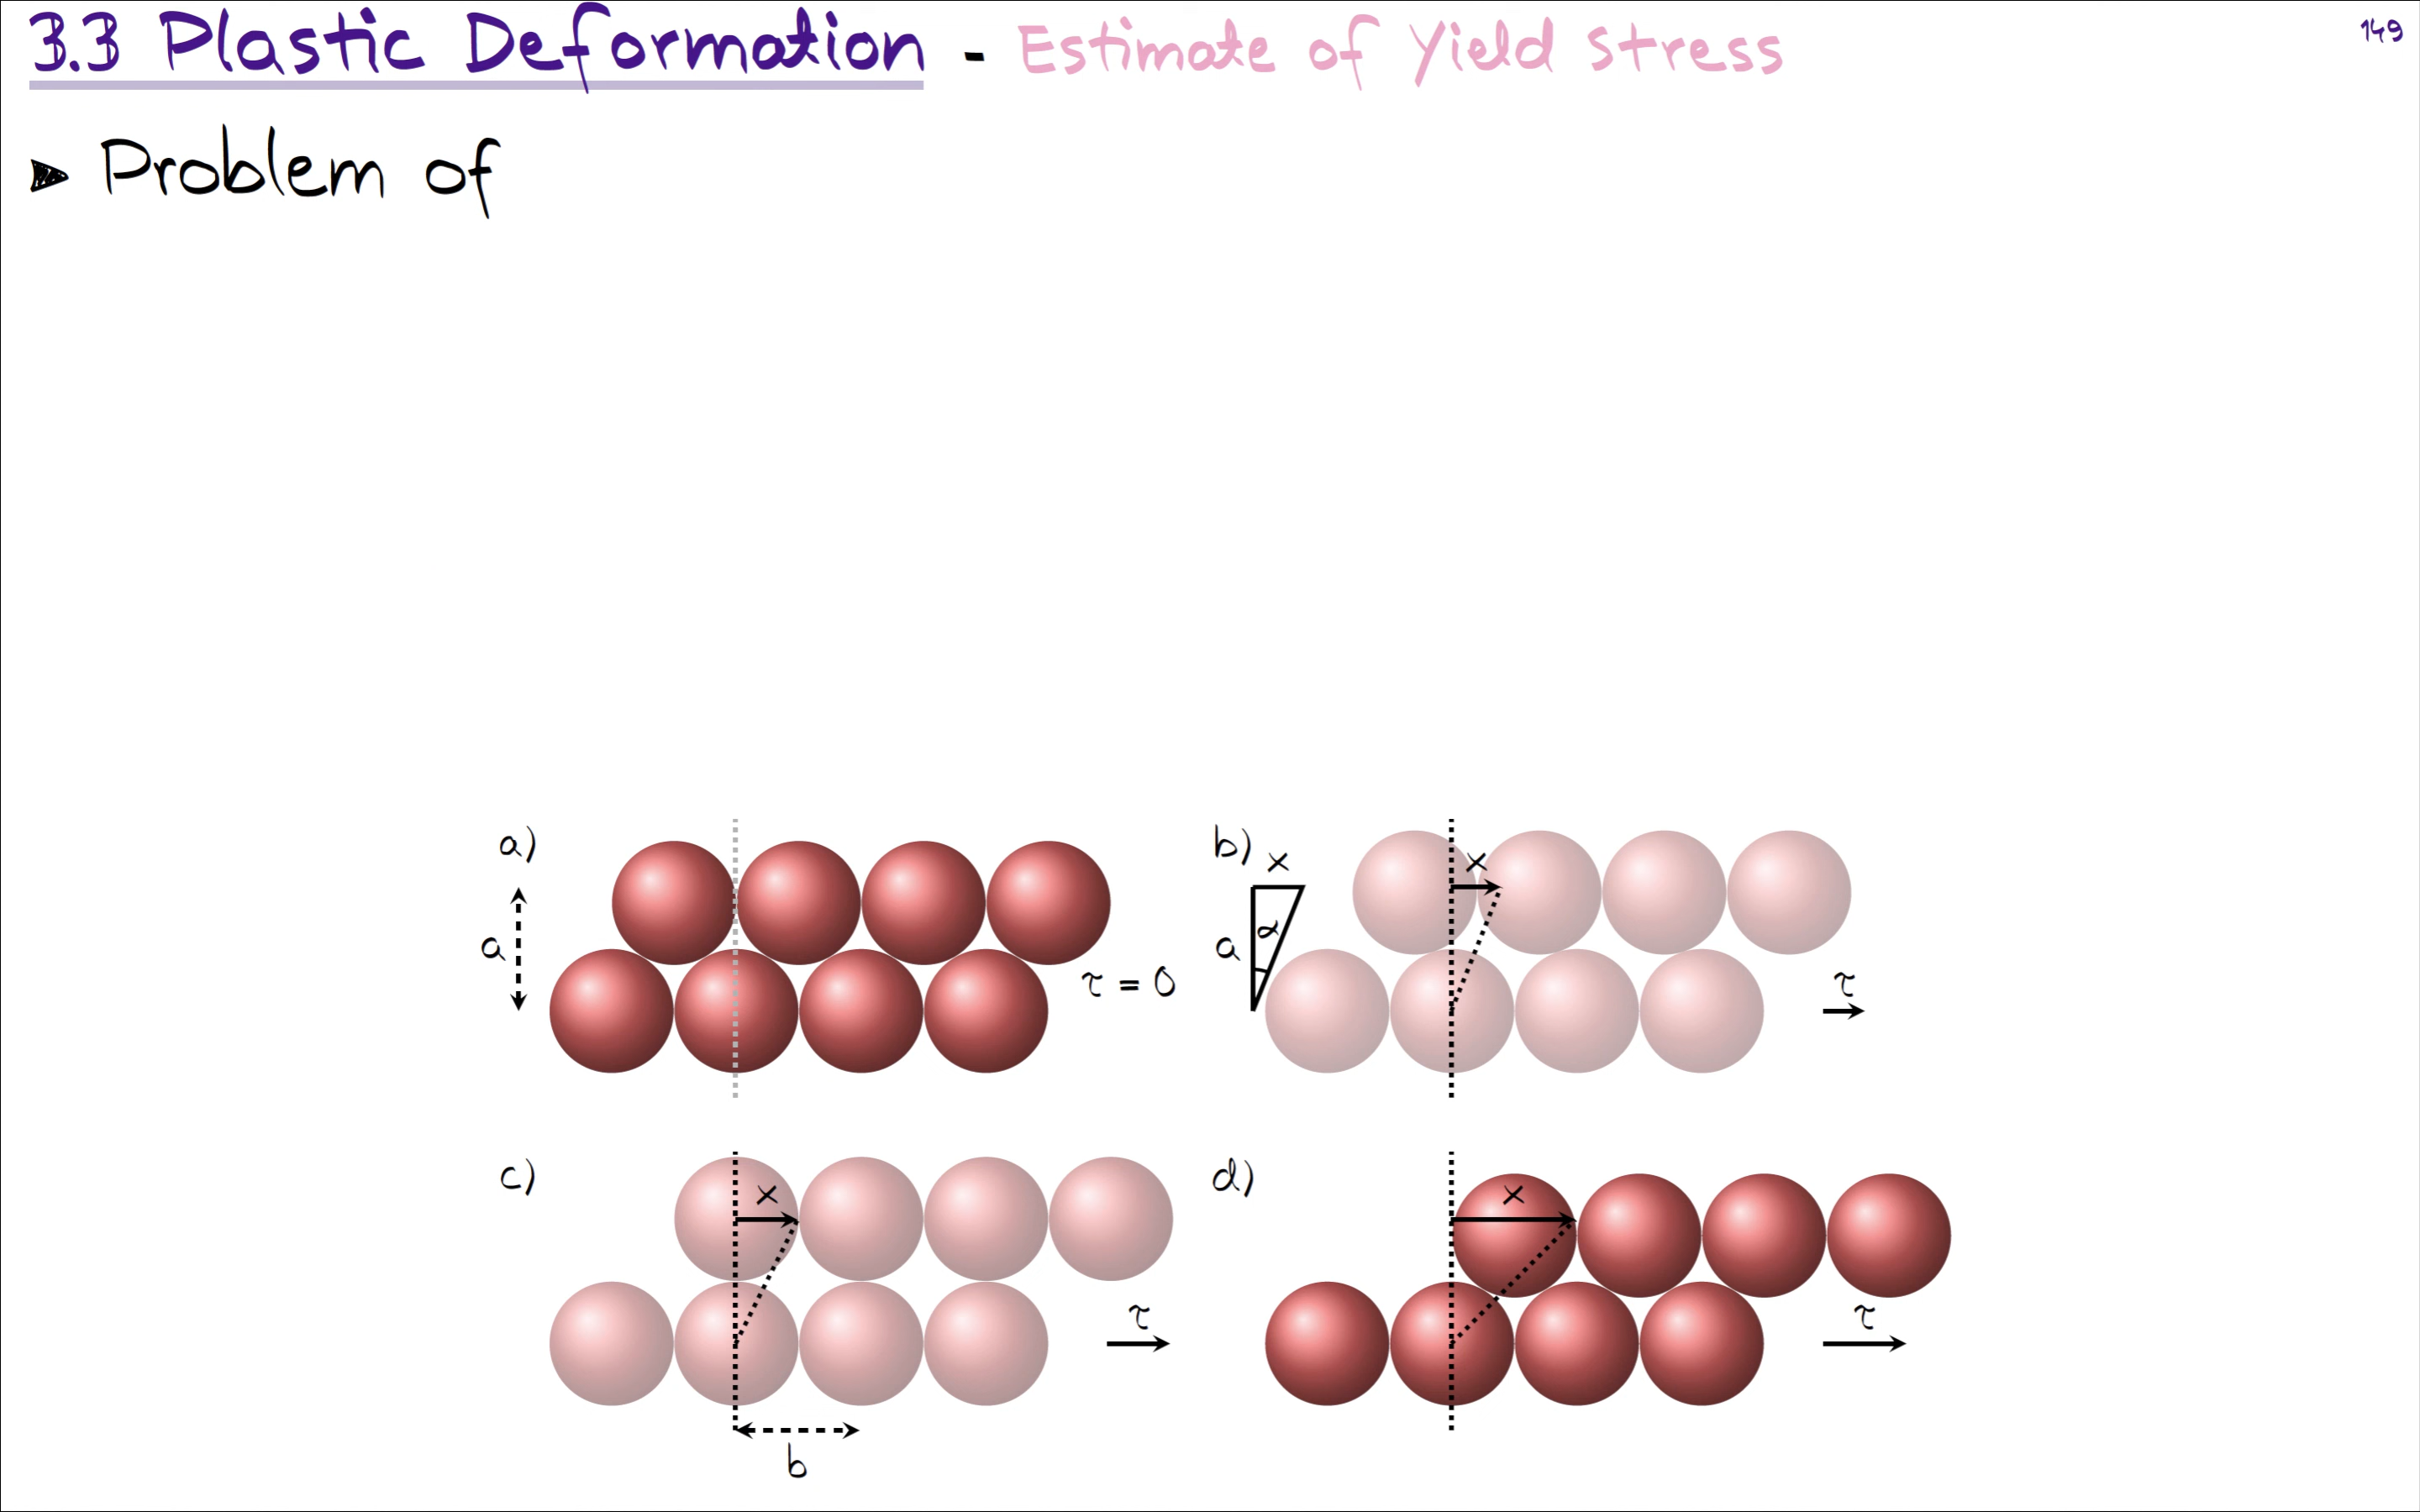 3.3 Plastic Deformation - Estimate of Yield Stress
149
▸ Problem of
a)
a
τ = 0
b)
x
x
α
a
τ
c)
x
τ
b
d)
x
τ